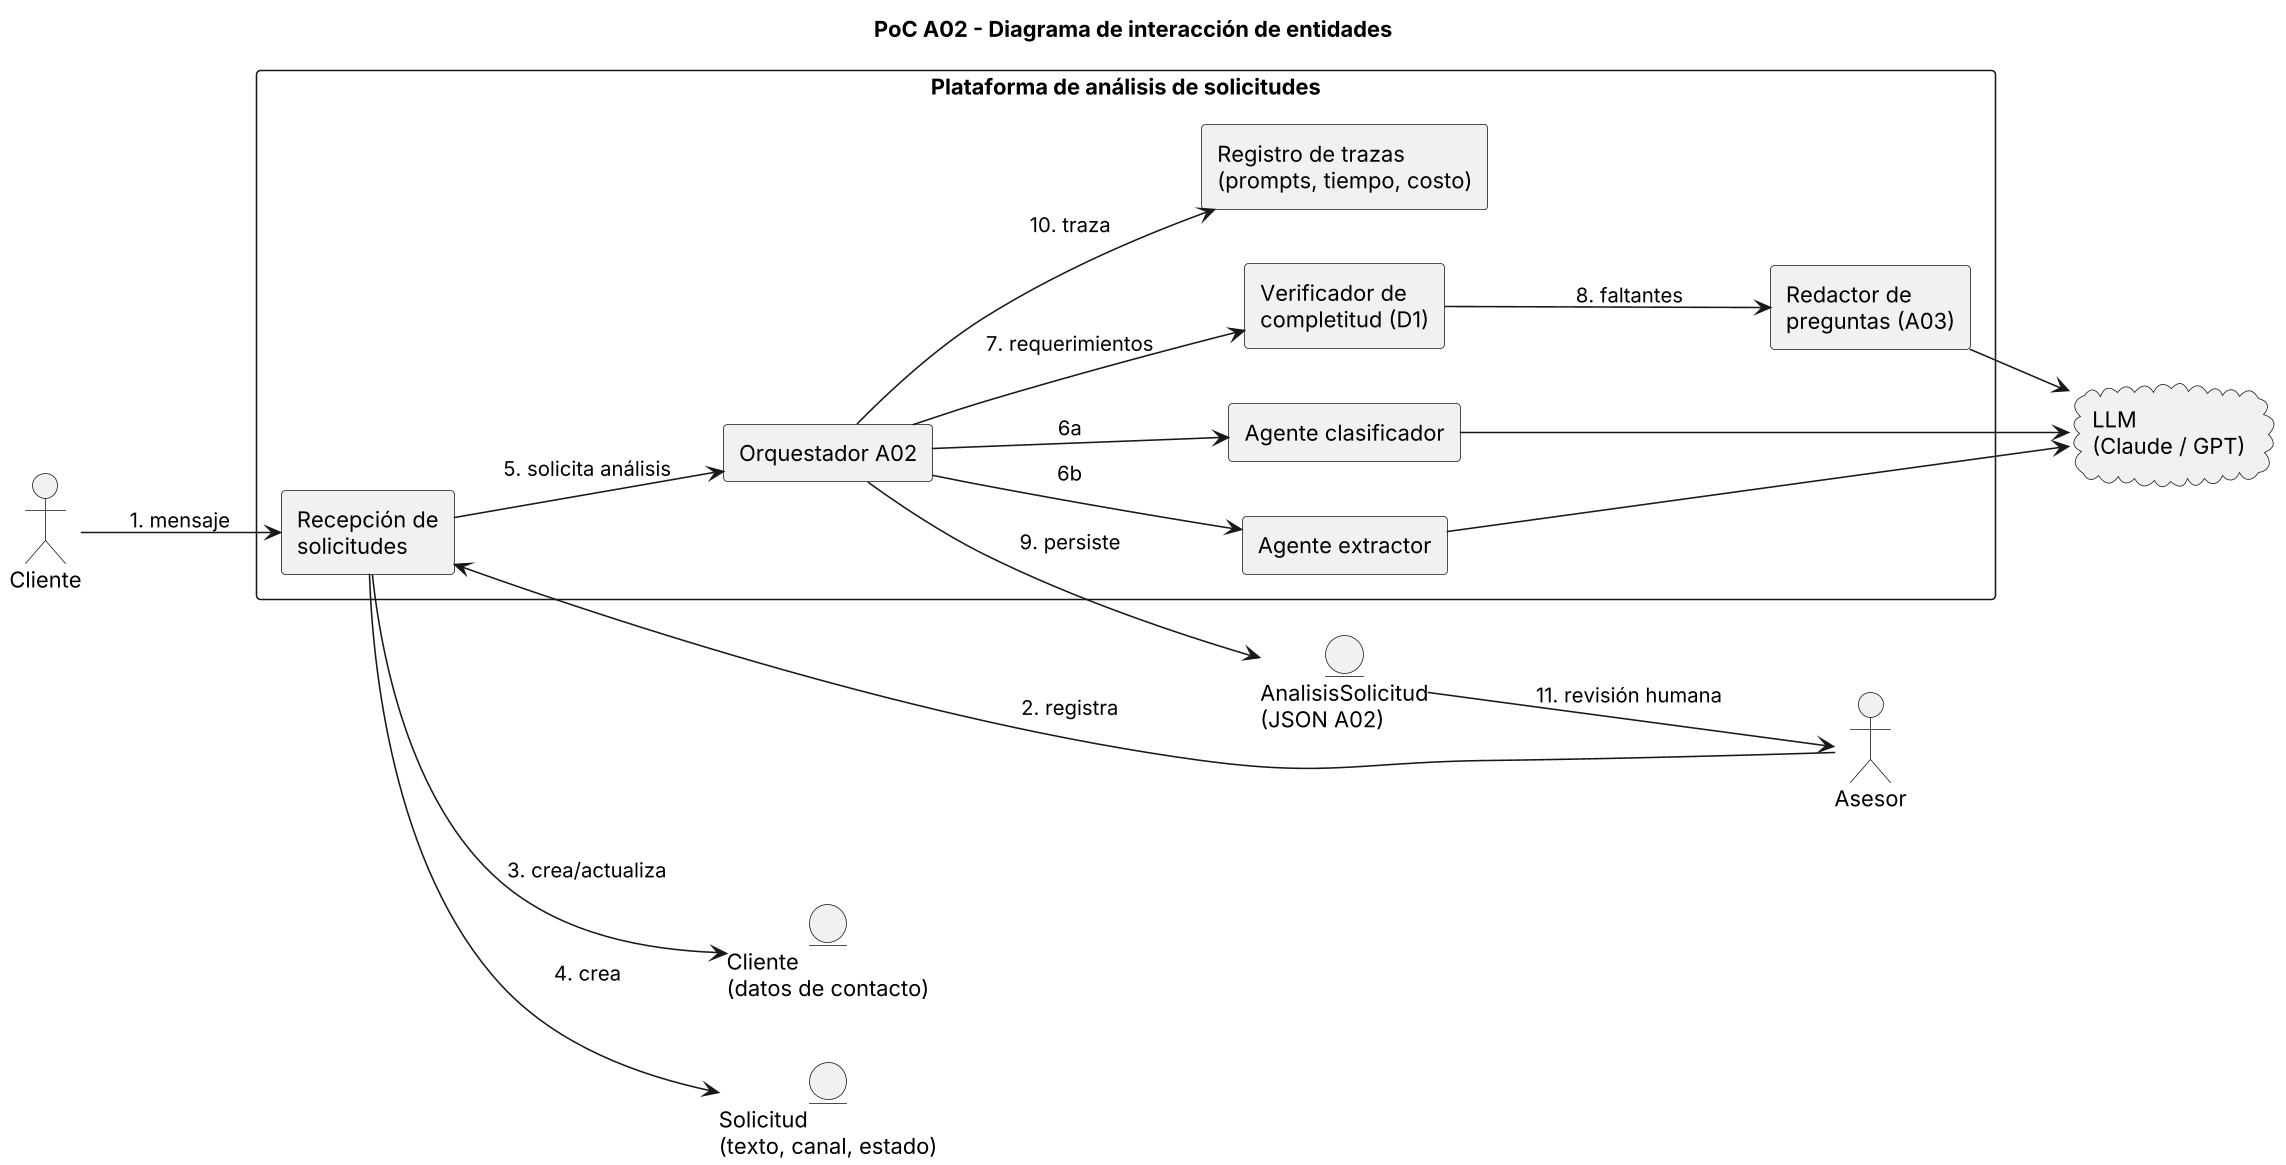 PoC A02 - Diagrama de interacción de entidades
Plataforma de análisis de solicitudes
Registro de trazas
(prompts, tiempo, costo)
10. traza
Verificador de
completitud (D1)
8. faltantes
Redactor de
preguntas (A03)
7. requerimientos
LLM
(Claude / GPT)
6a
Agente clasificador
Orquestador A02
5. solicita análisis
6b
1. mensaje
Recepción de
solicitudes
Agente extractor
9. persiste
Cliente
AnalisisSolicitud
(JSON A02)
11. revisión humana
2. registra
Asesor
3. crea/actualiza
Cliente
(datos de contacto)
4. crea
Solicitud
(texto, canal, estado)